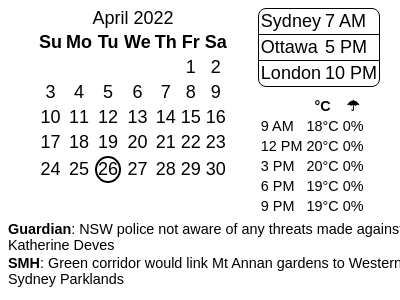 April 2022
Su Mo Tu We Th Fr Sa
1 2
3 4 5 6 7 8 9
10 11 12 13 14 15 16
17 18 19 20 21 22 23
24 25 26 27 28 29 30
Sydney 7 AM
Ottawa 5 PM
London 10 PM
°C ☂
9 AM 18°C 0%
12 PM 20°C 0%
3 PM 20°C 0%
6 PM 19°C 0%
9 PM 19°C 0%
Guardian: NSW police not aware of any threats made against
Katherine Deves
SMH: Green corridor would link Mt Annan gardens to Western
Sydney Parklands